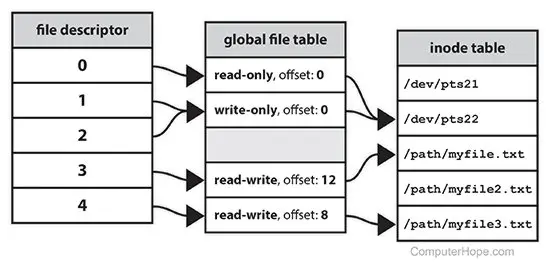 file descriptor
0
1
2
3
4
global file table
read-only, offset: 0
write-only, offset: 0
read-write, offset: 12
read-write, offset: 8
inode table
/dev/pts21
/dev/pts22
/path/myfile.txt
/path/myfile2.txt
/path/myfile3.txt
ComputerHope.com